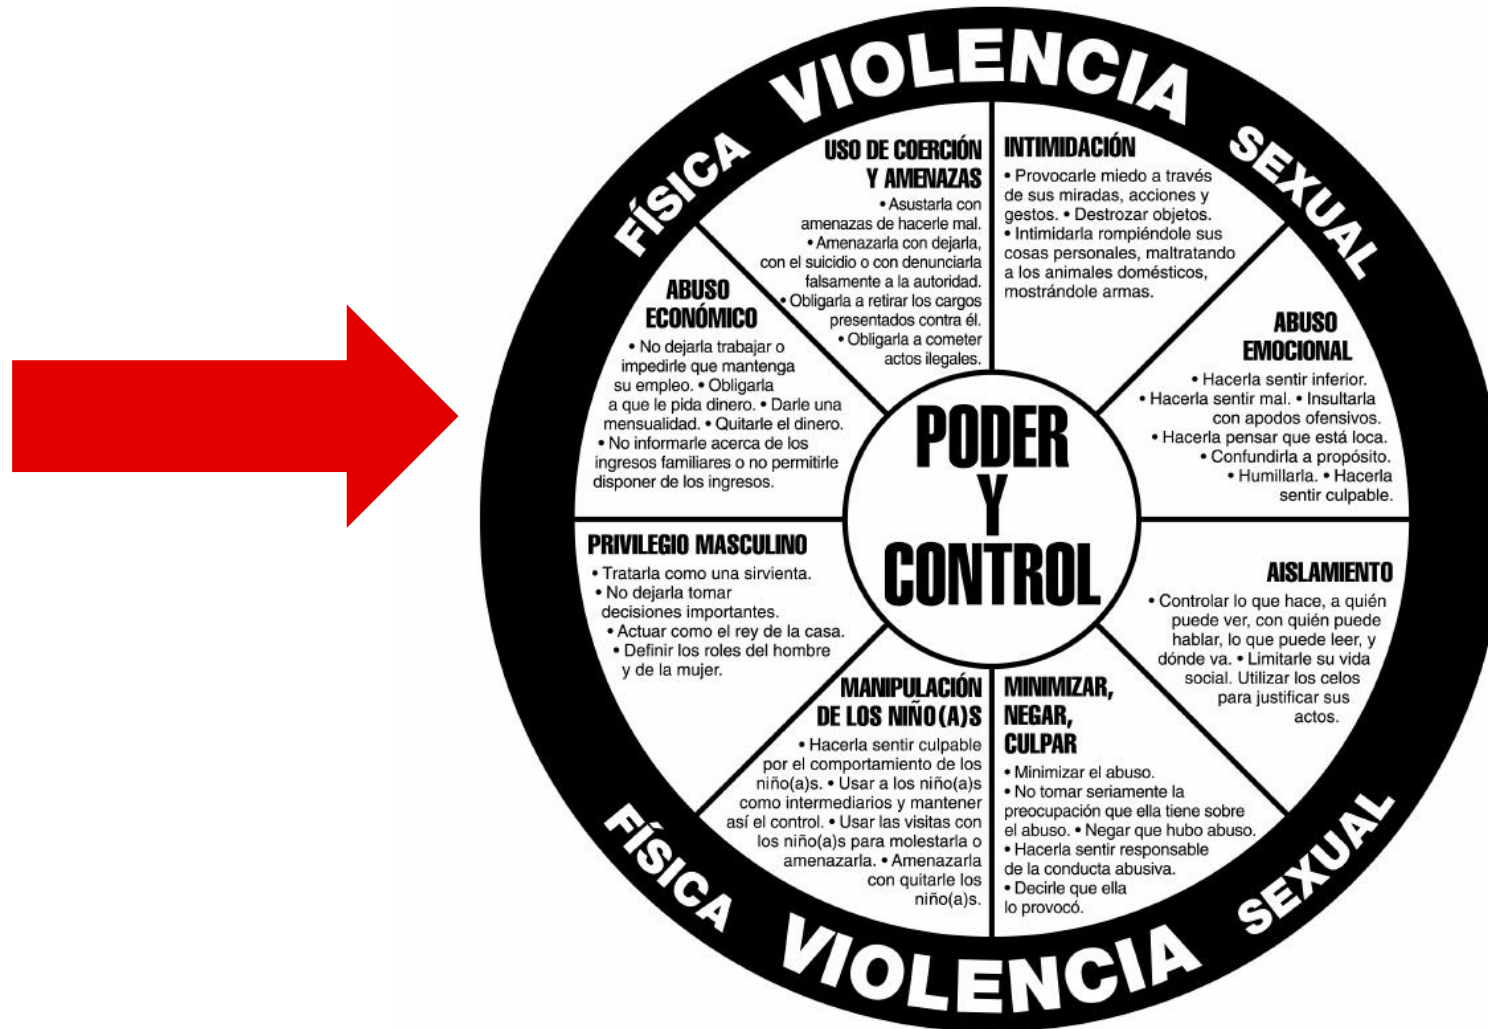 VIOLENCIA
FÍSICA
SEXUAL
USO DE COERCIÓN
Y AMENAZAS
• Asustarla con
amenazas de hacerle mal.
• Amenazarla con dejarla,
con el suicidio o con denunciarla
falsamente a la autoridad.
• Obligarla a retirar los cargos
presentados contra él.
• Obligarla a cometer
actos ilegales.
INTIMIDACIÓN
• Provocarle miedo a través
de sus miradas, acciones y
gestos. • Destrozar objetos.
• Intimidarla rompiéndole sus
cosas personales, maltratando
a los animales domésticos,
mostrándole armas.
ABUSO
ECONÓMICO
• No dejarla trabajar o
impedirle que mantenga
su empleo. • Obligarla
a que le pida dinero. • Darle una
mensualidad. • Quitarle el dinero.
• No informarle acerca de los
ingresos familiares o no permitirle
disponer de los ingresos.
ABUSO
EMOCIONAL
• Hacerla sentir inferior.
• Hacerla sentir mal. • Insultarla
con apodos ofensivos.
• Hacerla pensar que está loca.
• Confundirla a propósito.
• Humillarla. • Hacerla
sentir culpable.
PODER
Y
CONTROL
PRIVILEGIO MASCULINO
• Tratarla como una sirvienta.
• No dejarla tomar
decisiones importantes.
• Actuar como el rey de la casa.
• Definir los roles del hombre
y de la mujer.
AISLAMIENTO
• Controlar lo que hace, a quién
puede ver, con quién puede
hablar, lo que puede leer, y
dónde va. • Limitarle su vida
social. Utilizar los celos
para justificar sus
actos.
MANIPULACIÓN
DE LOS NIÑO(A)S
• Hacerla sentir culpable
por el comportamiento de los
niño(a)s. • Usar a los niño(a)s
como intermediarios y mantener
así el control. • Usar las visitas con
los niño(a)s para molestarla o
amenazarla. • Amenazarla
con quitarle los
niño(a)s.
MINIMIZAR,
NEGAR,
CULPAR
• Minimizar el abuso.
• No tomar seriamente la
preocupación que ella tiene sobre
el abuso. • Negar que hubo abuso.
• Hacerla sentir responsable
de la conducta abusiva.
• Decirle que ella
lo provocó.
FÍSICA
VIOLENCIA
SEXUAL